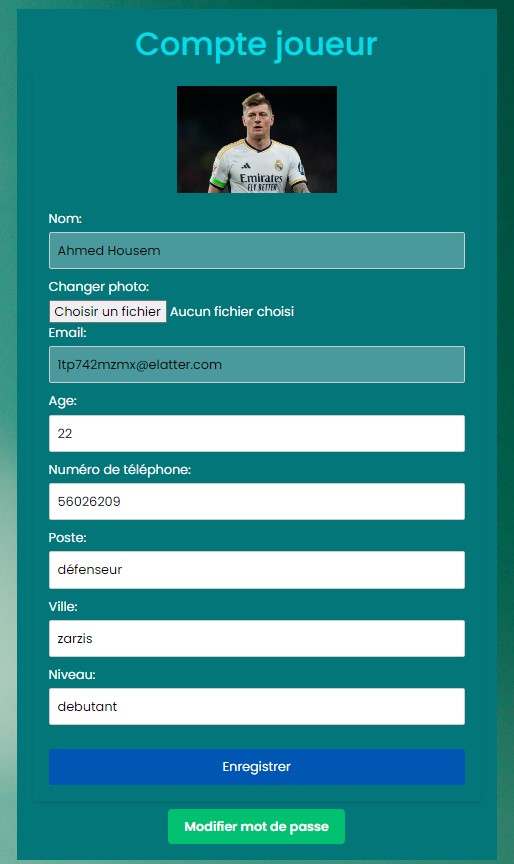 Compte joueur
Emirates
FLY BETTER
Nom:
Ahmed Housem
Changer photo:
Choisir un fichier Aucun fichier choisi
Email:
1tp742mzmx@elatter.com
Age:
22
Numéro de téléphone:
56026209
Poste:
défenseur
Ville:
zarzis
Niveau:
debutant
Enregistrer
Modifier mot de passe